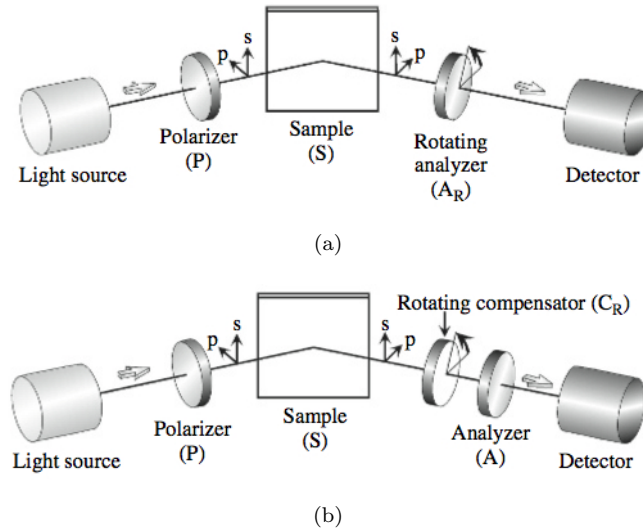 s
p
s
p
Light source
Polarizer
(P)
Sample
(S)
Rotating
analyzer
(A_R)
Detector
(a)
Rotating compensator (C_R)
s
p
s
p
Light source
Polarizer
(P)
Sample
(S)
Analyzer
(A)
Detector
(b)